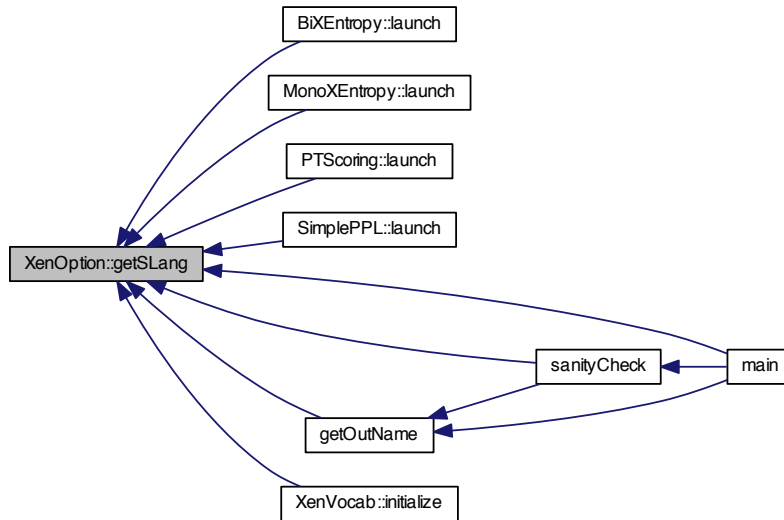 BiXEntropy::launch
MonoXEntropy::launch
PTScoring::launch
SimplePPL::launch
XenOption::getSLang
sanityCheck
main
getOutName
XenVocab::initialize